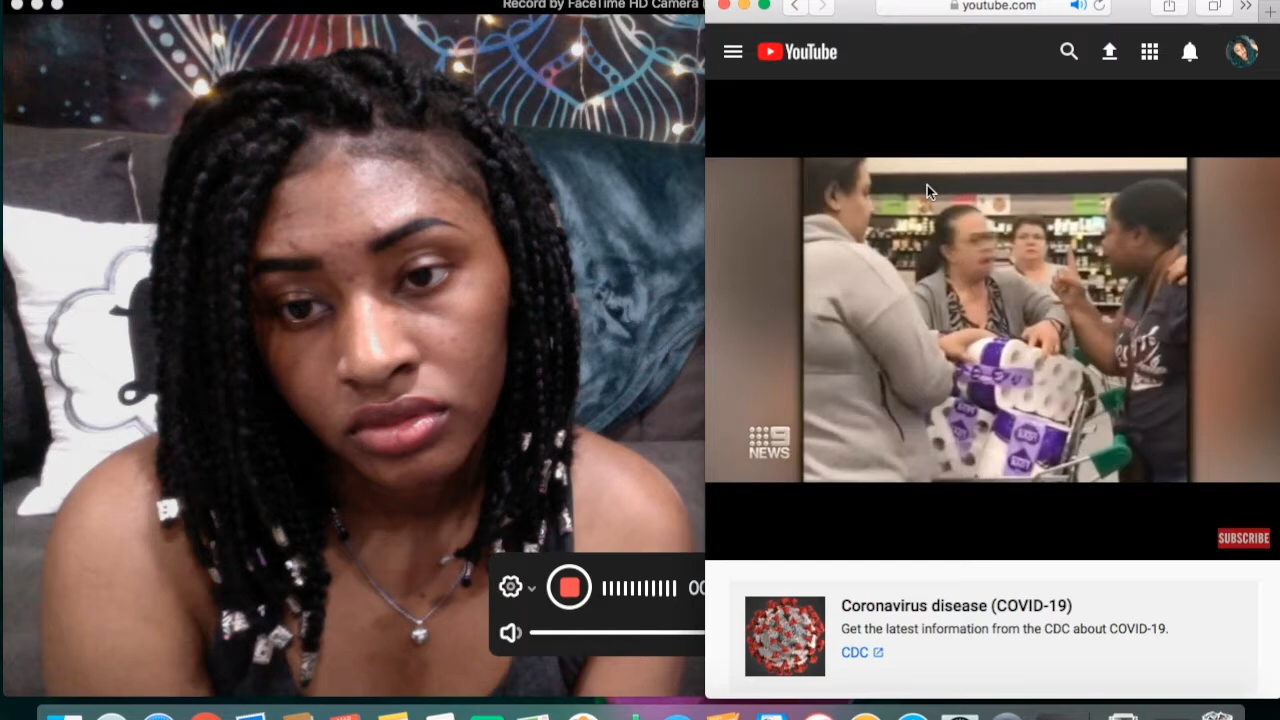 Record by FaceTime HD Camera
youtube.com
YouTube
9
NEWS
SUBSCRIBE
Coronavirus disease (COVID-19)
Get the latest information from the CDC about COVID-19.
CDC